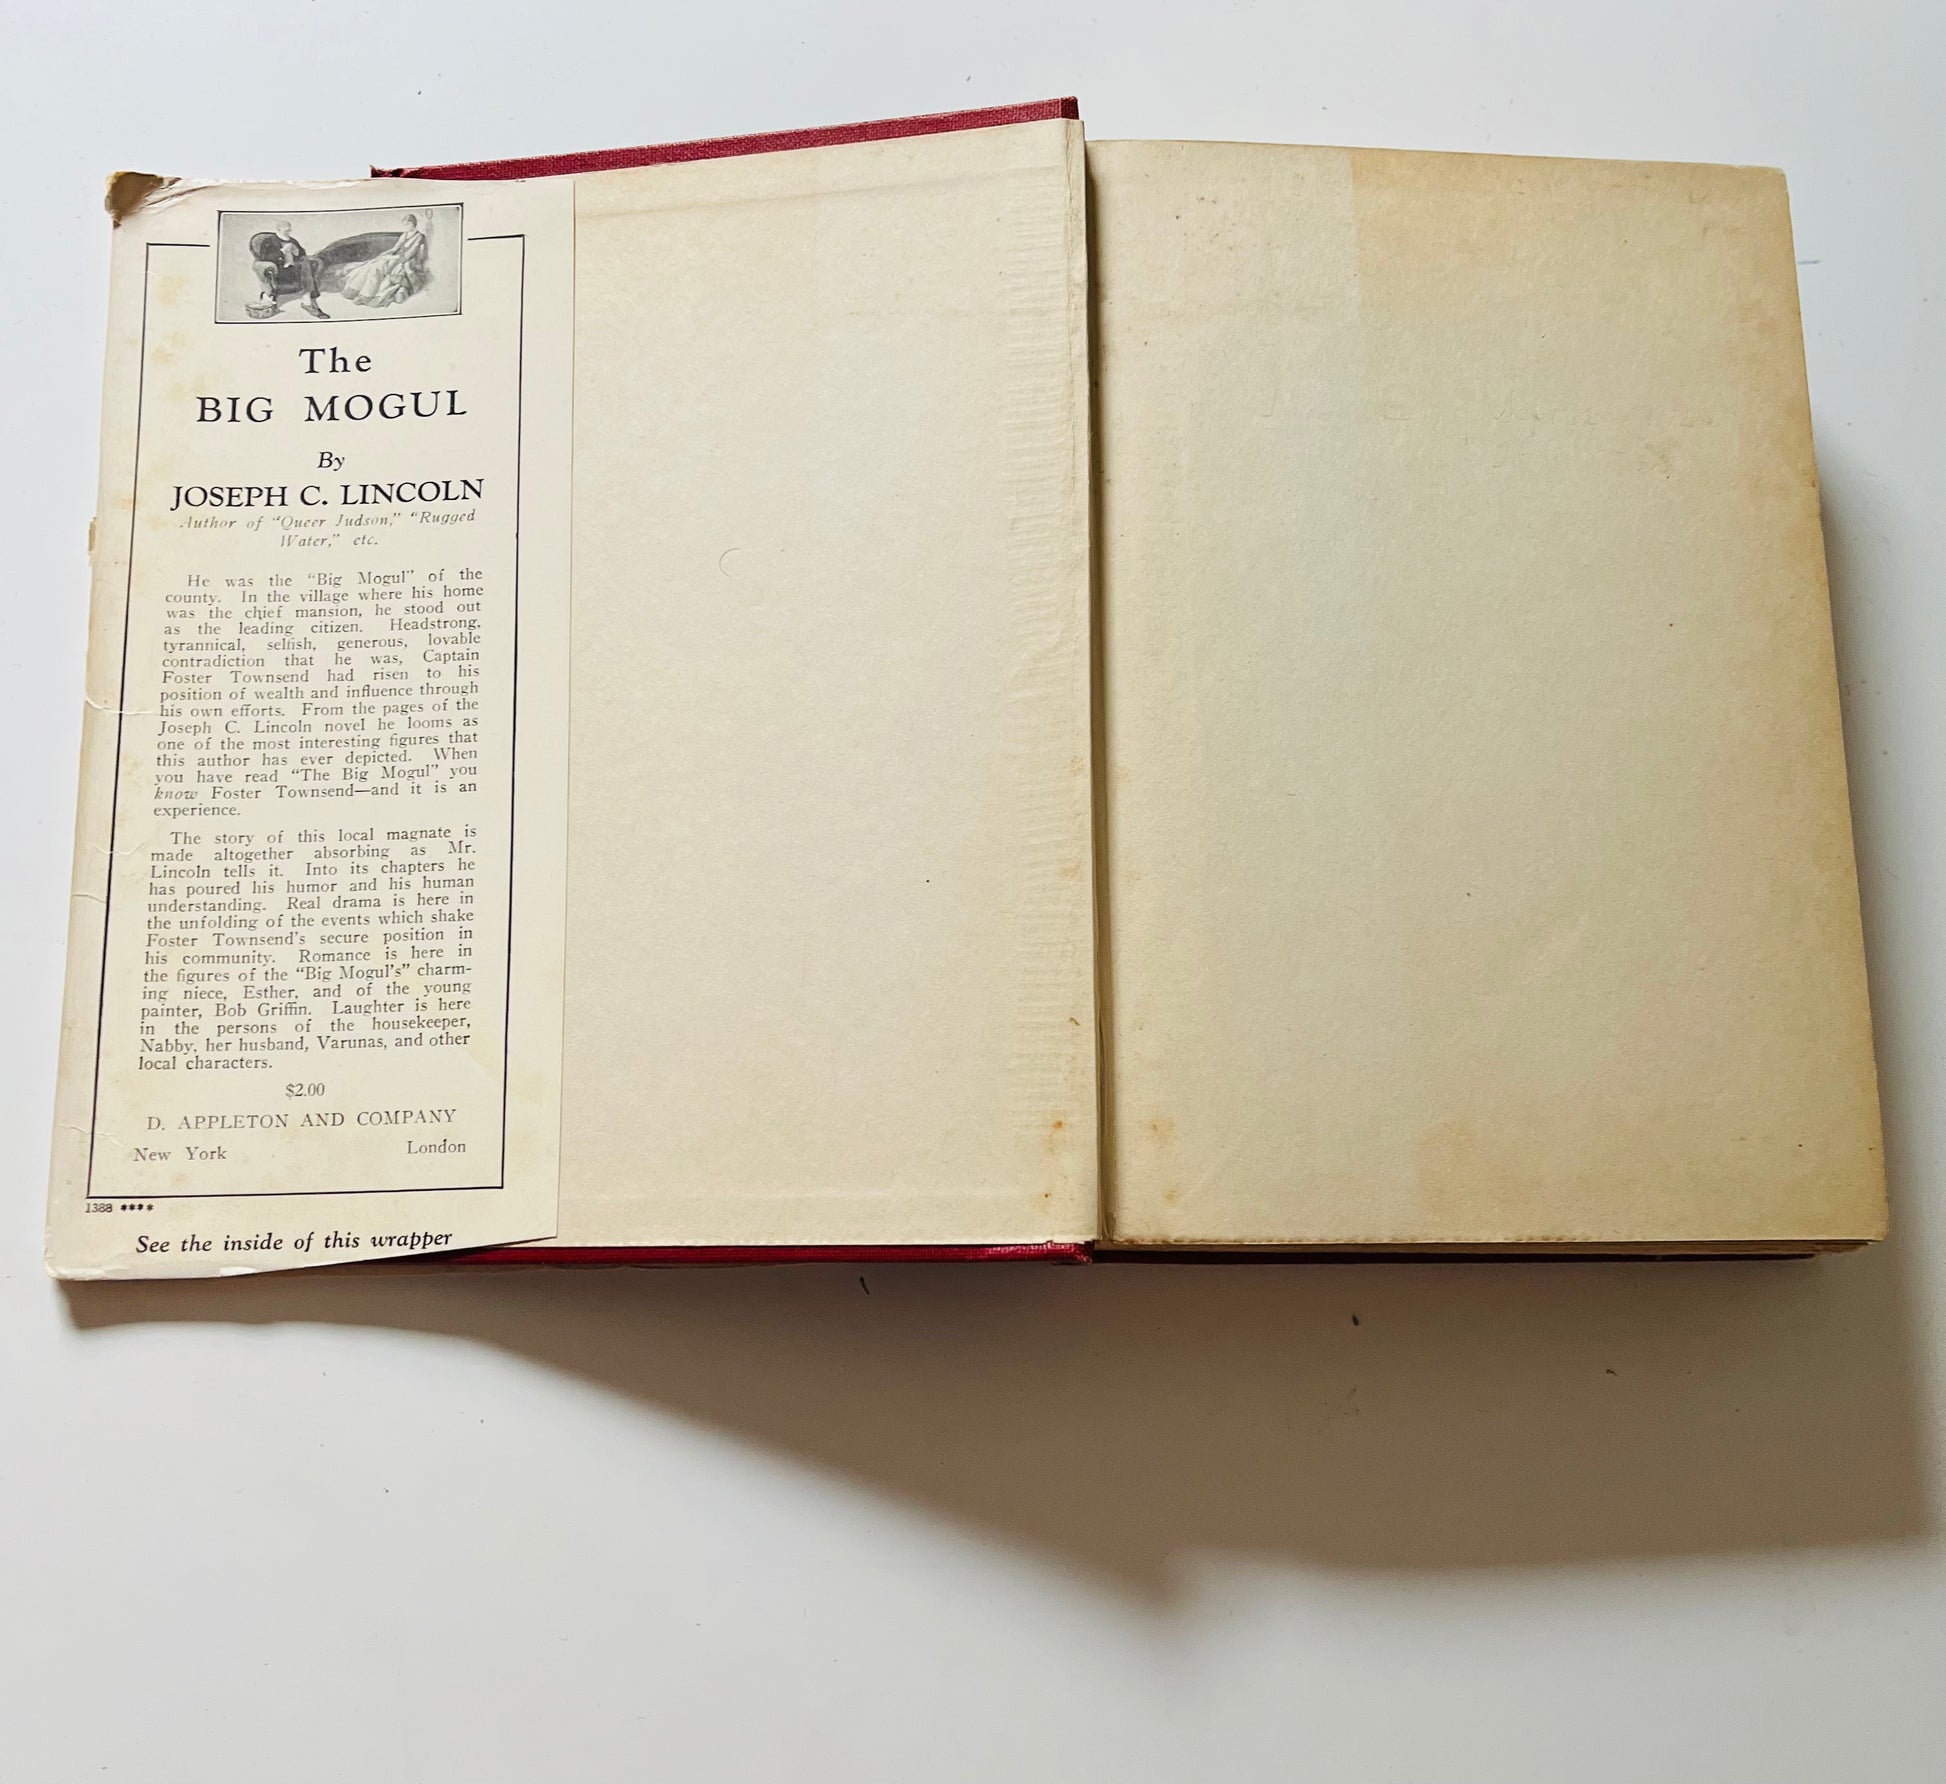 The
BIG MOGUL
By
JOSEPH C. LINCOLN
Author of "Queer Judson," "Rugged
Water," etc.
He was the "Big Mogul" of the
county. In the village where his home
was the chief mansion, he stood out
as the leading citizen. Headstrong,
tyrannical, selfish, generous, lovable
contradiction that he was, Captain
Foster Townsend had risen to his
position of wealth and influence through
his own efforts. From the pages of the
Joseph C. Lincoln novel he looms as
one of the most interesting figures that
this author has ever depicted. When
you have read "The Big Mogul" you
know Foster Townsend—and it is an
experience.
The story of this local magnate is
made altogether absorbing as Mr.
Lincoln tells it. Into its chapters he
has poured his humor and his human
understanding. Real drama is here in
the unfolding of the events which shake
Foster Townsend's secure position in
his community. Romance is here in
the figures of the "Big Mogul's" charm-
ing niece, Esther, and of the young
painter, Bob Griffin. Laughter is here
in the persons of the housekeeper,
Nabby, her husband, Varunas, and other
local characters.
$2.00
D. APPLETON AND COMPANY
New York London
1388 ****
See the inside of this wrapper